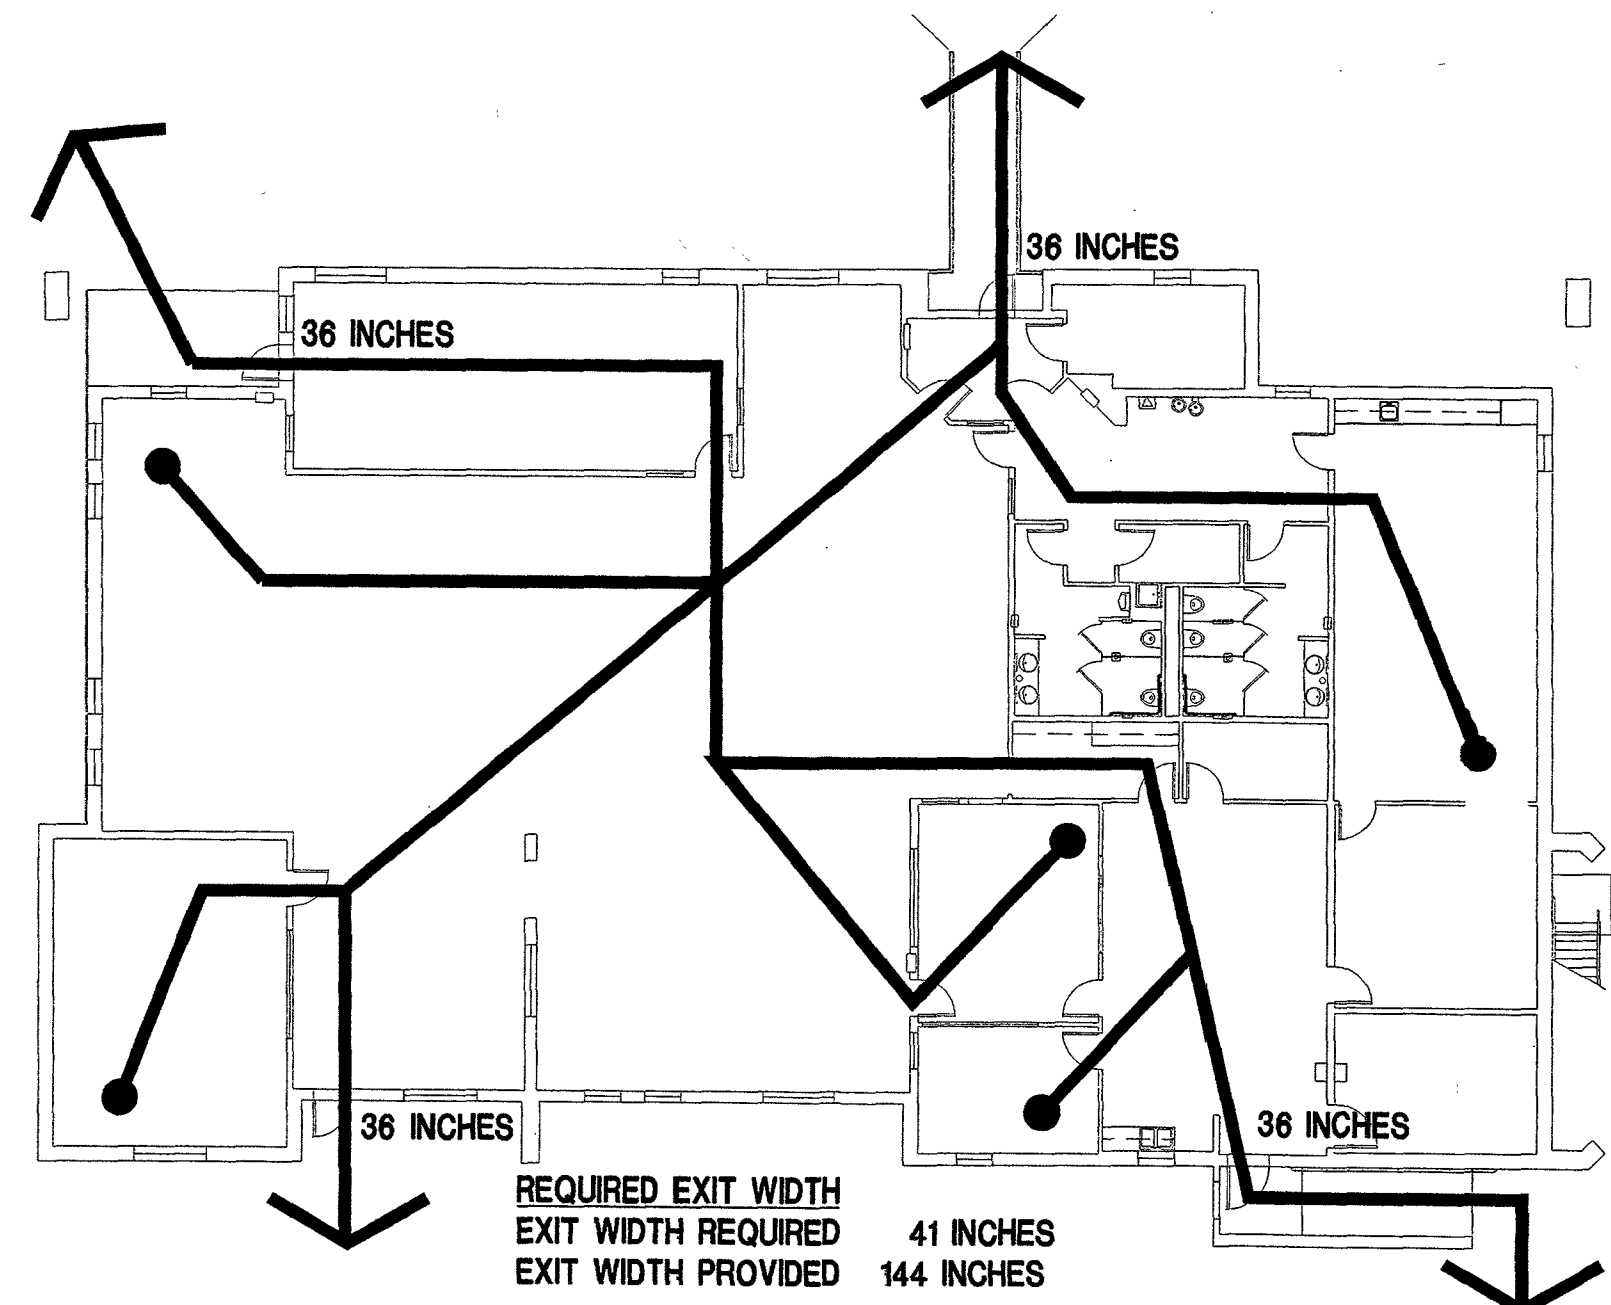 36 INCHES
36 INCHES
36 INCHES
36 INCHES
REQUIRED EXIT WIDTH
EXIT WIDTH REQUIRED 41 INCHES
EXIT WIDTH PROVIDED 144 INCHES